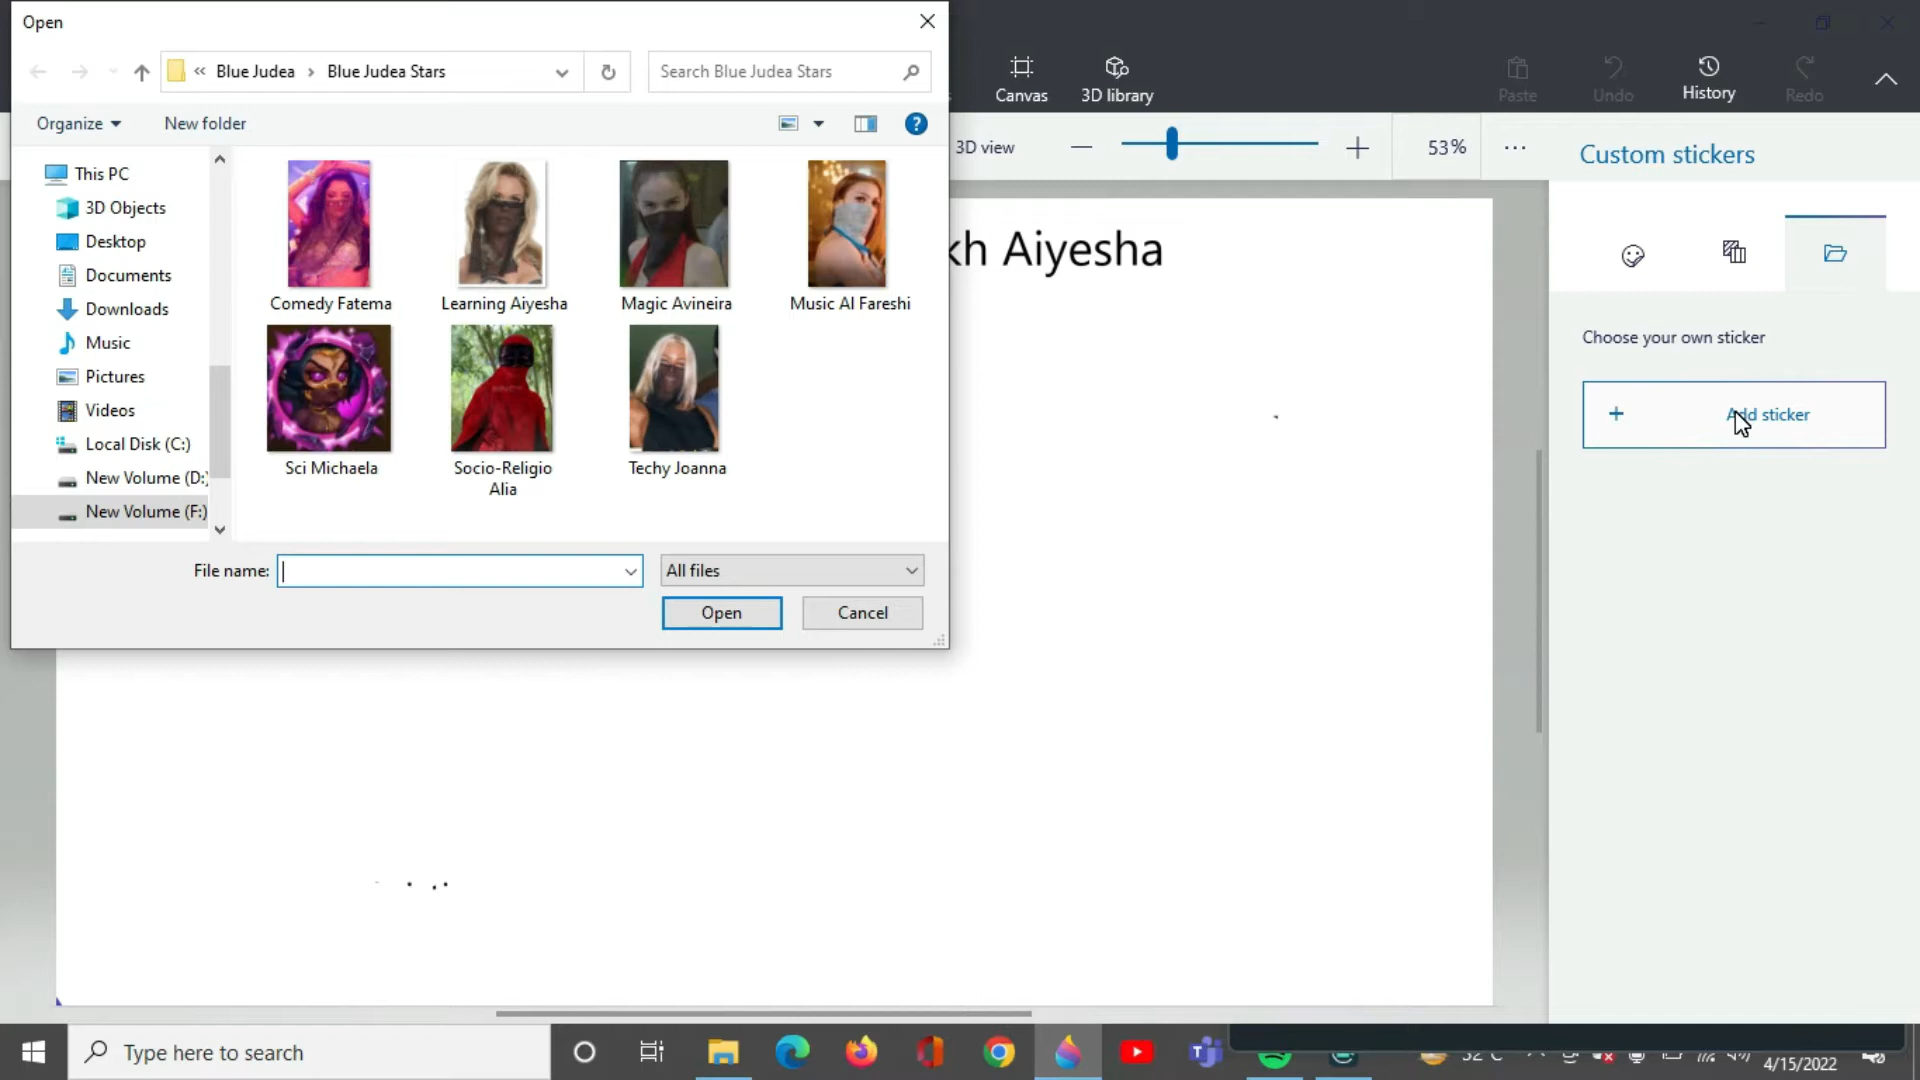 Open
Blue Judea
Blue Judea Stars
Search Blue Judea Stars
Canvas
3D library
Paste
Undo
History
Redo
Organize
New folder
3D view
53%
Custom stickers
This PC
3D Objects
Desktop
Documents
Downloads
Music
Pictures
Videos
Local Disk (C:)
New Volume (D:)
New Volume (F:)
Comedy Fatema
Learning Aiyesha
Magic Avineira
Music Al Fareshi
Sci Michaela
Socio-Religio
Alia
Techy Joanna
kh Aiyesha
Choose your own sticker
Add sticker
File name:
All files
Open
Cancel
Type here to search
32°C
4/15/2022